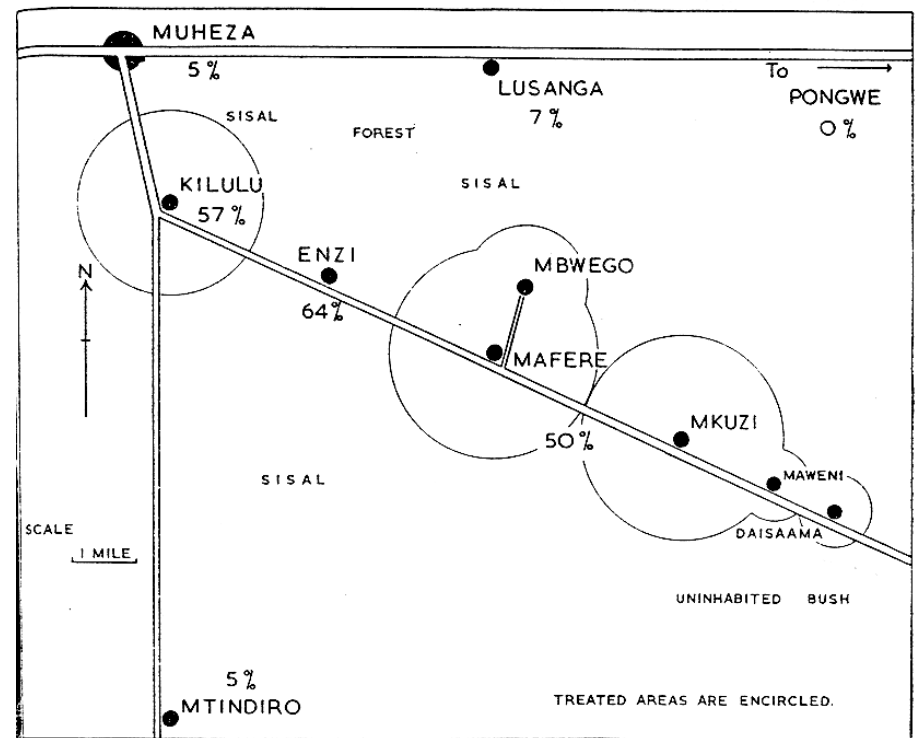 MUHEZA
5%
LUSANGA
7%
To
PONGWE
0%
SISAL
FOREST
SISAL
KILULU
57%
ENZI
64%
N
MBWEGO
MAFERE
50%
MKUZI
MAWENI
DAISAAMA
SISAL
SCALE
1 MILE
UNINHABITED BUSH
5%
MTINDIRO
TREATED AREAS ARE ENCIRCLED.